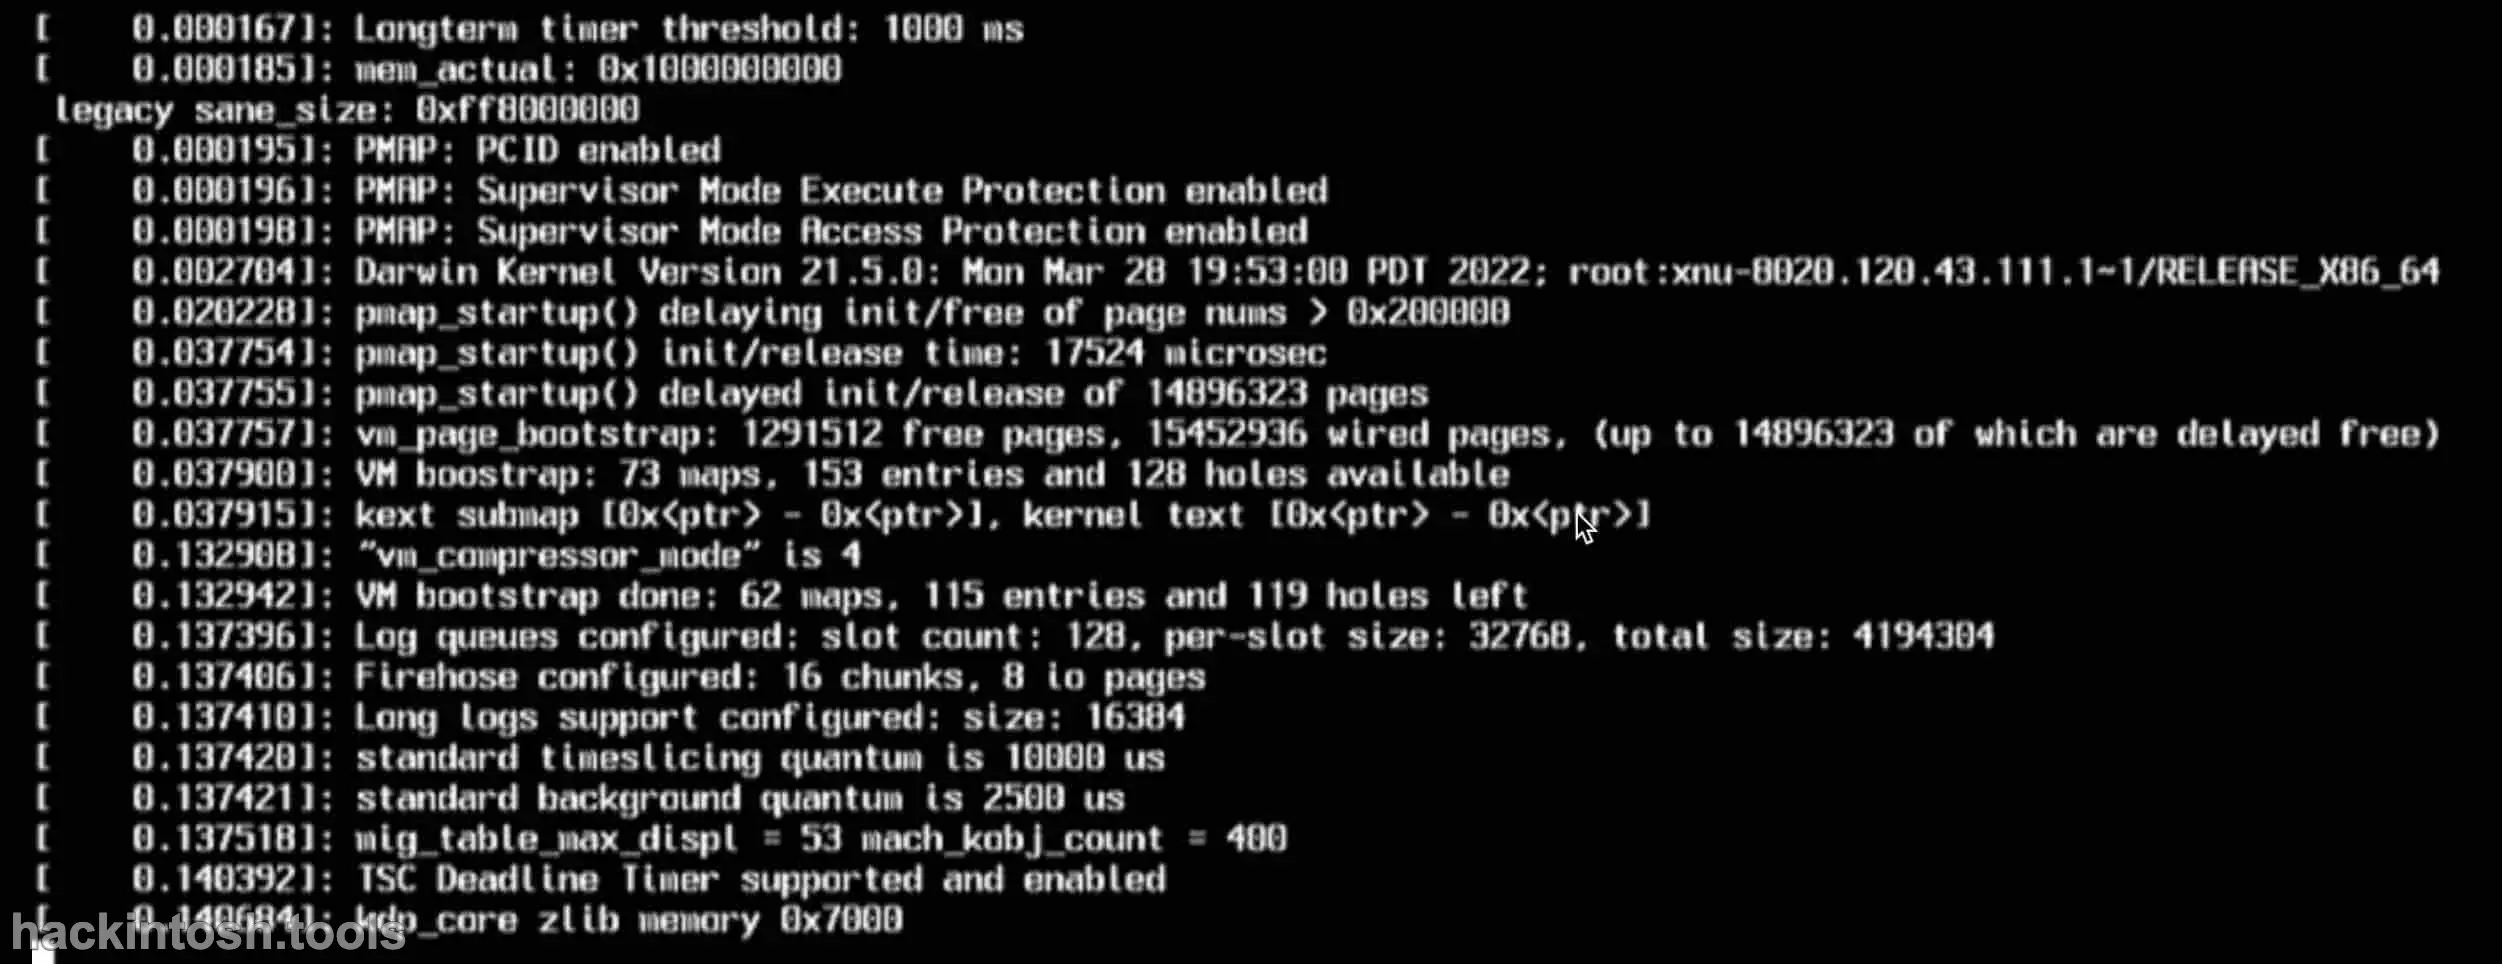 [    0.000167]: Longterm timer threshold: 1000 ms
[    0.000185]: mem_actual: 0x1000000000
legacy sane_size: 0xff8000000
[    0.000195]: PMAP: PCID enabled
[    0.000196]: PMAP: Supervisor Mode Execute Protection enabled
[    0.000198]: PMAP: Supervisor Mode Access Protection enabled
[    0.002704]: Darwin Kernel Version 21.5.0: Mon Mar 28 19:53:00 PDT 2022; root:xnu-8020.120.43.111.1~1/RELEASE_X86_64
[    0.020228]: pmap_startup() delaying init/free of page nums > 0x200000
[    0.037754]: pmap_startup() init/release time: 17524 microsec
[    0.037755]: pmap_startup() delayed init/release of 14896323 pages
[    0.037757]: vm_page_bootstrap: 1291512 free pages, 15452936 wired pages, (up to 14896323 of which are delayed free)
[    0.037900]: VM boostrap: 73 maps, 153 entries and 128 holes available
[    0.037915]: kext submap [0x<ptr> - 0x<ptr>], kernel text [0x<ptr> - 0x<ptr>]
[    0.132908]: "vm_compressor_mode" is 4
[    0.132942]: VM bootstrap done: 62 maps, 115 entries and 119 holes left
[    0.137396]: Log queues configured: slot count: 128, per-slot size: 32768, total size: 4194304
[    0.137406]: Firehose configured: 16 chunks, 8 io pages
[    0.137410]: Long logs support configured: size: 16384
[    0.137420]: standard timeslicing quantum is 10000 us
[    0.137421]: standard background quantum is 2500 us
[    0.137518]: mig_table_max_displ = 53 mach_kobj_count = 400
[    0.140392]: TSC Deadline Timer supported and enabled
[    0.140684]: kdp_core zlib memory 0x7000
hackintosh.tools